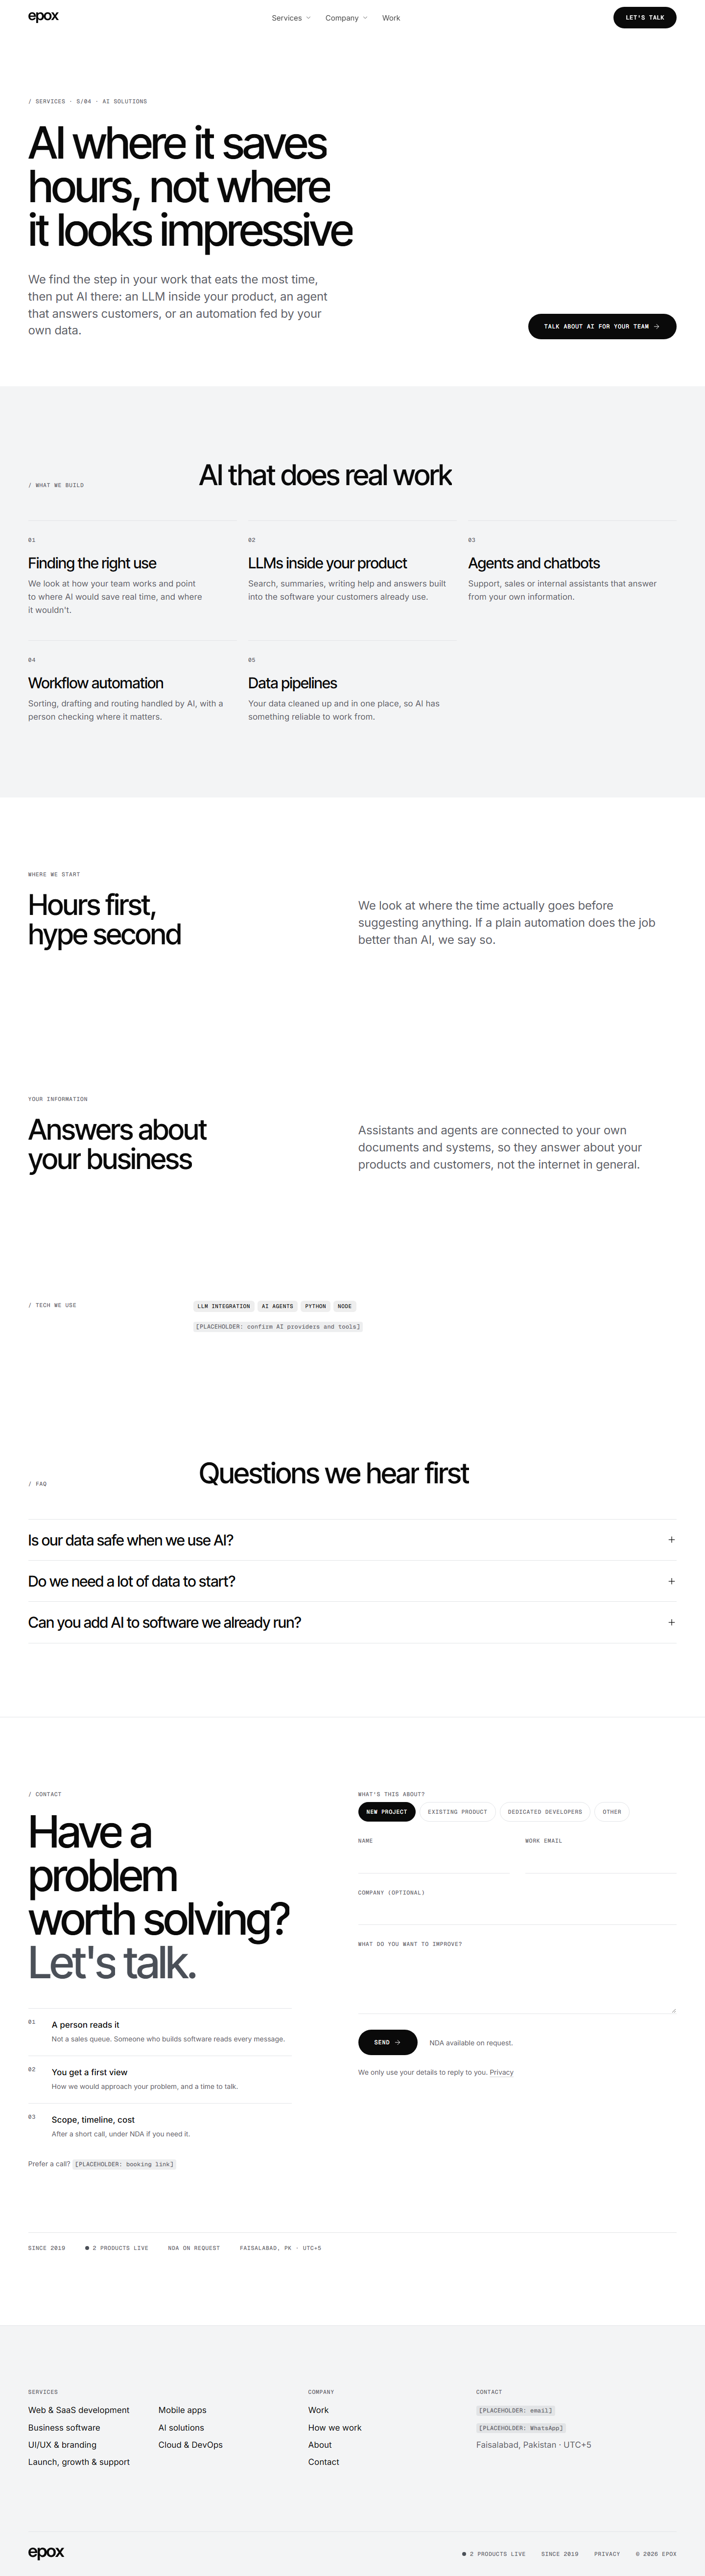 epox
Services
Company
Work
LET'S TALK
/ SERVICES · S/04 · AI SOLUTIONS
AI where it saves
hours, not where
it looks impressive
We find the step in your work that eats the most time,
then put AI there: an LLM inside your product, an agent
that answers customers, or an automation fed by your
own data.
TALK ABOUT AI FOR YOUR TEAM →
/ WHAT WE BUILD
AI that does real work
01
Finding the right use
We look at how your team works and point
to where AI would save real time, and where
it wouldn't.
02
LLMs inside your product
Search, summaries, writing help and answers built
into the software your customers already use.
03
Agents and chatbots
Support, sales or internal assistants that answer
from your own information.
04
Workflow automation
Sorting, drafting and routing handled by AI, with a
person checking where it matters.
05
Data pipelines
Your data cleaned up and in one place, so AI has
something reliable to work from.
WHERE WE START
Hours first,
hype second
We look at where the time actually goes before
suggesting anything. If a plain automation does the job
better than AI, we say so.
YOUR INFORMATION
Answers about
your business
Assistants and agents are connected to your own
documents and systems, so they answer about your
products and customers, not the internet in general.
/ TECH WE USE
LLM INTEGRATION
AI AGENTS
PYTHON
NODE
[PLACEHOLDER: confirm AI providers and tools]
/ FAQ
Questions we hear first
Is our data safe when we use AI? +
Do we need a lot of data to start? +
Can you add AI to software we already run? +
/ CONTACT
Have a
problem
worth solving?
Let's talk.
01
A person reads it
Not a sales queue. Someone who builds software reads every message.
02
You get a first view
How we would approach your problem, and a time to talk.
03
Scope, timeline, cost
After a short call, under NDA if you need it.
Prefer a call? [PLACEHOLDER: booking link]
WHAT'S THIS ABOUT?
NEW PROJECT
EXISTING PRODUCT
DEDICATED DEVELOPERS
OTHER
NAME
WORK EMAIL
COMPANY (OPTIONAL)
WHAT DO YOU WANT TO IMPROVE?
SEND →
NDA available on request.
We only use your details to reply to you. Privacy
SINCE 2019
2 PRODUCTS LIVE
NDA ON REQUEST
FAISALABAD, PK · UTC+5
SERVICES
Web & SaaS development
Mobile apps
Business software
AI solutions
UI/UX & branding
Cloud & DevOps
Launch, growth & support
COMPANY
Work
How we work
About
Contact
CONTACT
[PLACEHOLDER: email]
[PLACEHOLDER: WhatsApp]
Faisalabad, Pakistan · UTC+5
epox
2 PRODUCTS LIVE
SINCE 2019
PRIVACY
© 2026 EPOX